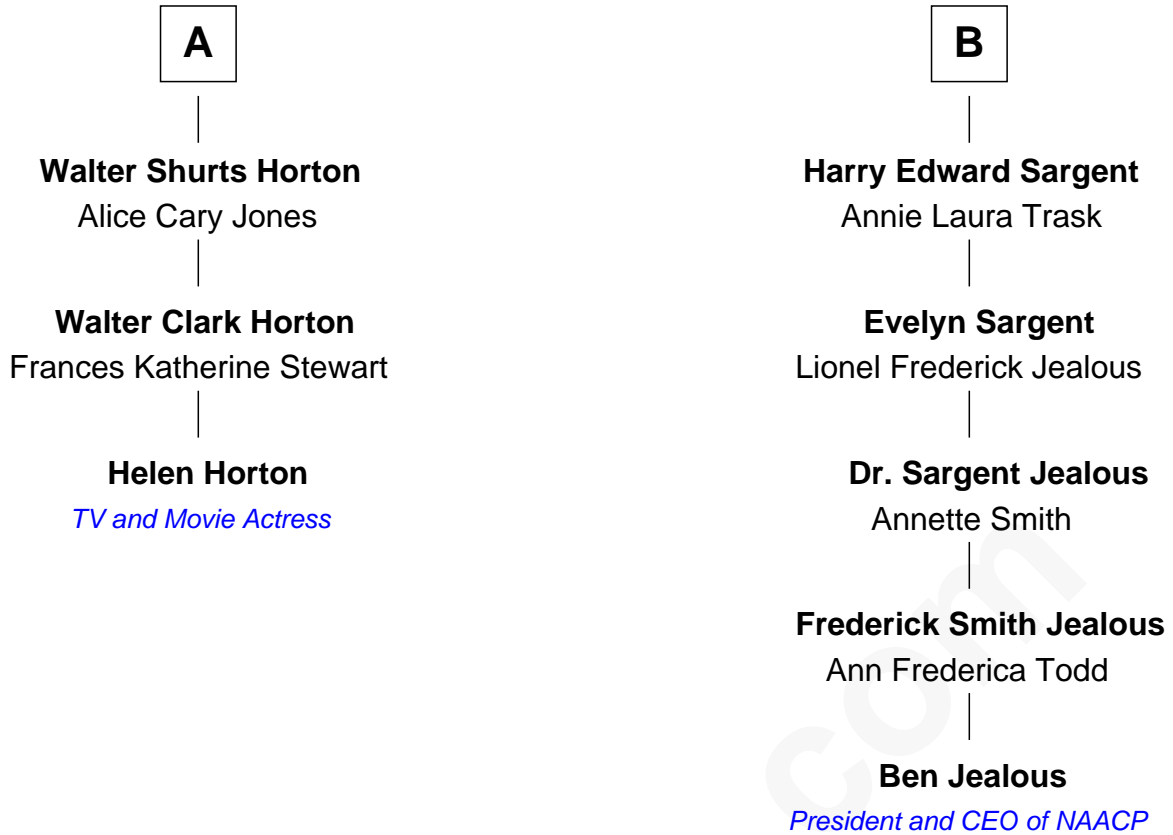 A
Walter Shurts Horton
Alice Cary Jones
Walter Clark Horton
Frances Katherine Stewart
Helen Horton
TV and Movie Actress
B
Harry Edward Sargent
Annie Laura Trask
Evelyn Sargent
Lionel Frederick Jealous
Dr. Sargent Jealous
Annette Smith
Frederick Smith Jealous
Ann Frederica Todd
Ben Jealous
President and CEO of NAACP
com